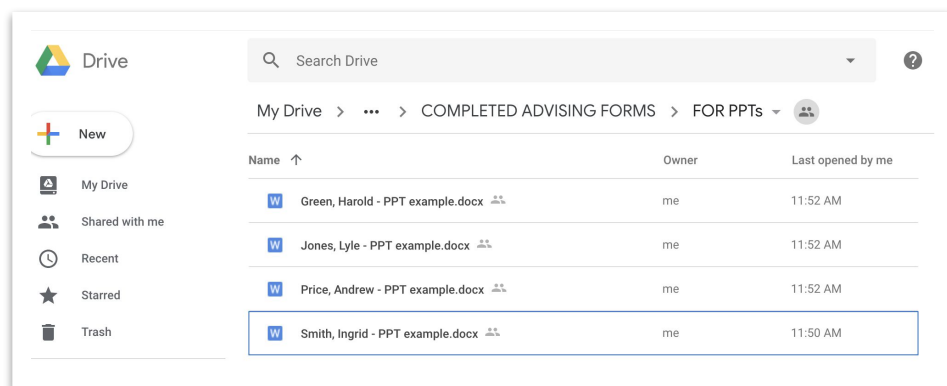 Drive
Search Drive
?
My Drive > ••• > COMPLETED ADVISING FORMS > FOR PPTs
New
Name ↑ Owner Last opened by me
My Drive
W Green, Harold - PPT example.docx me 11:52 AM
Shared with me
W Jones, Lyle - PPT example.docx me 11:52 AM
Recent
W Price, Andrew - PPT example.docx me 11:52 AM
Starred
W Smith, Ingrid - PPT example.docx me 11:50 AM
Trash